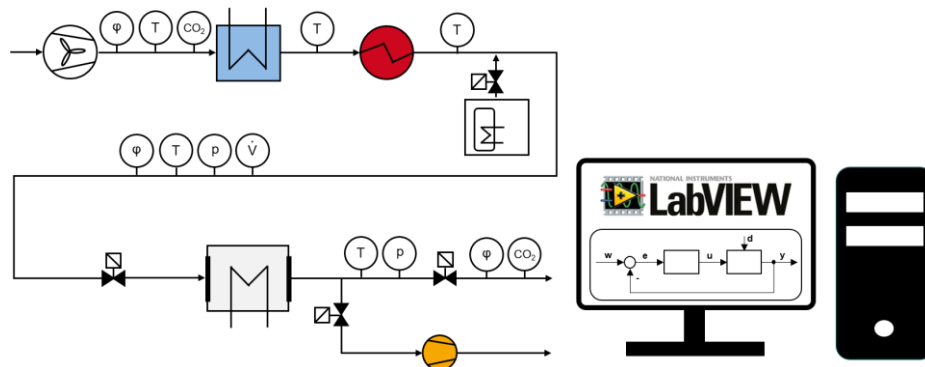 φ T CO₂ T T
φ T p V̇
T p φ CO₂
NATIONAL INSTRUMENTS
LabVIEW
d
w e u y
-